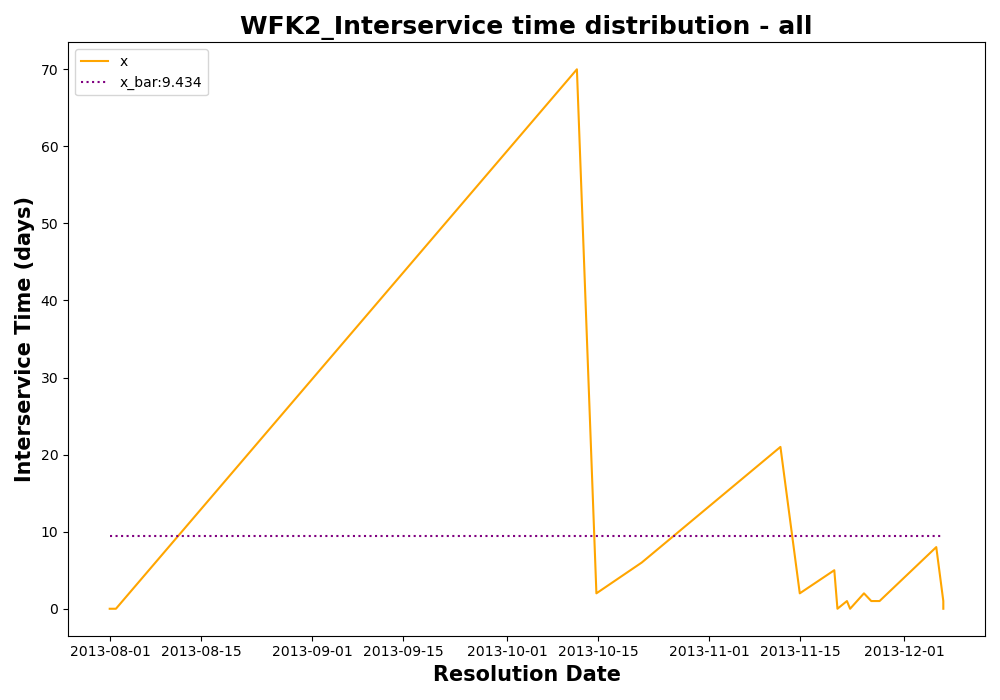 WFK2_Interservice time distribution - all
x
x_bar:9.434
Interservice Time (days)
70
60
50
40
30
20
10
0
2013-08-01 2013-08-15 2013-09-01 2013-09-15 2013-10-01 2013-10-15 2013-11-01 2013-11-15 2013-12-01
Resolution Date